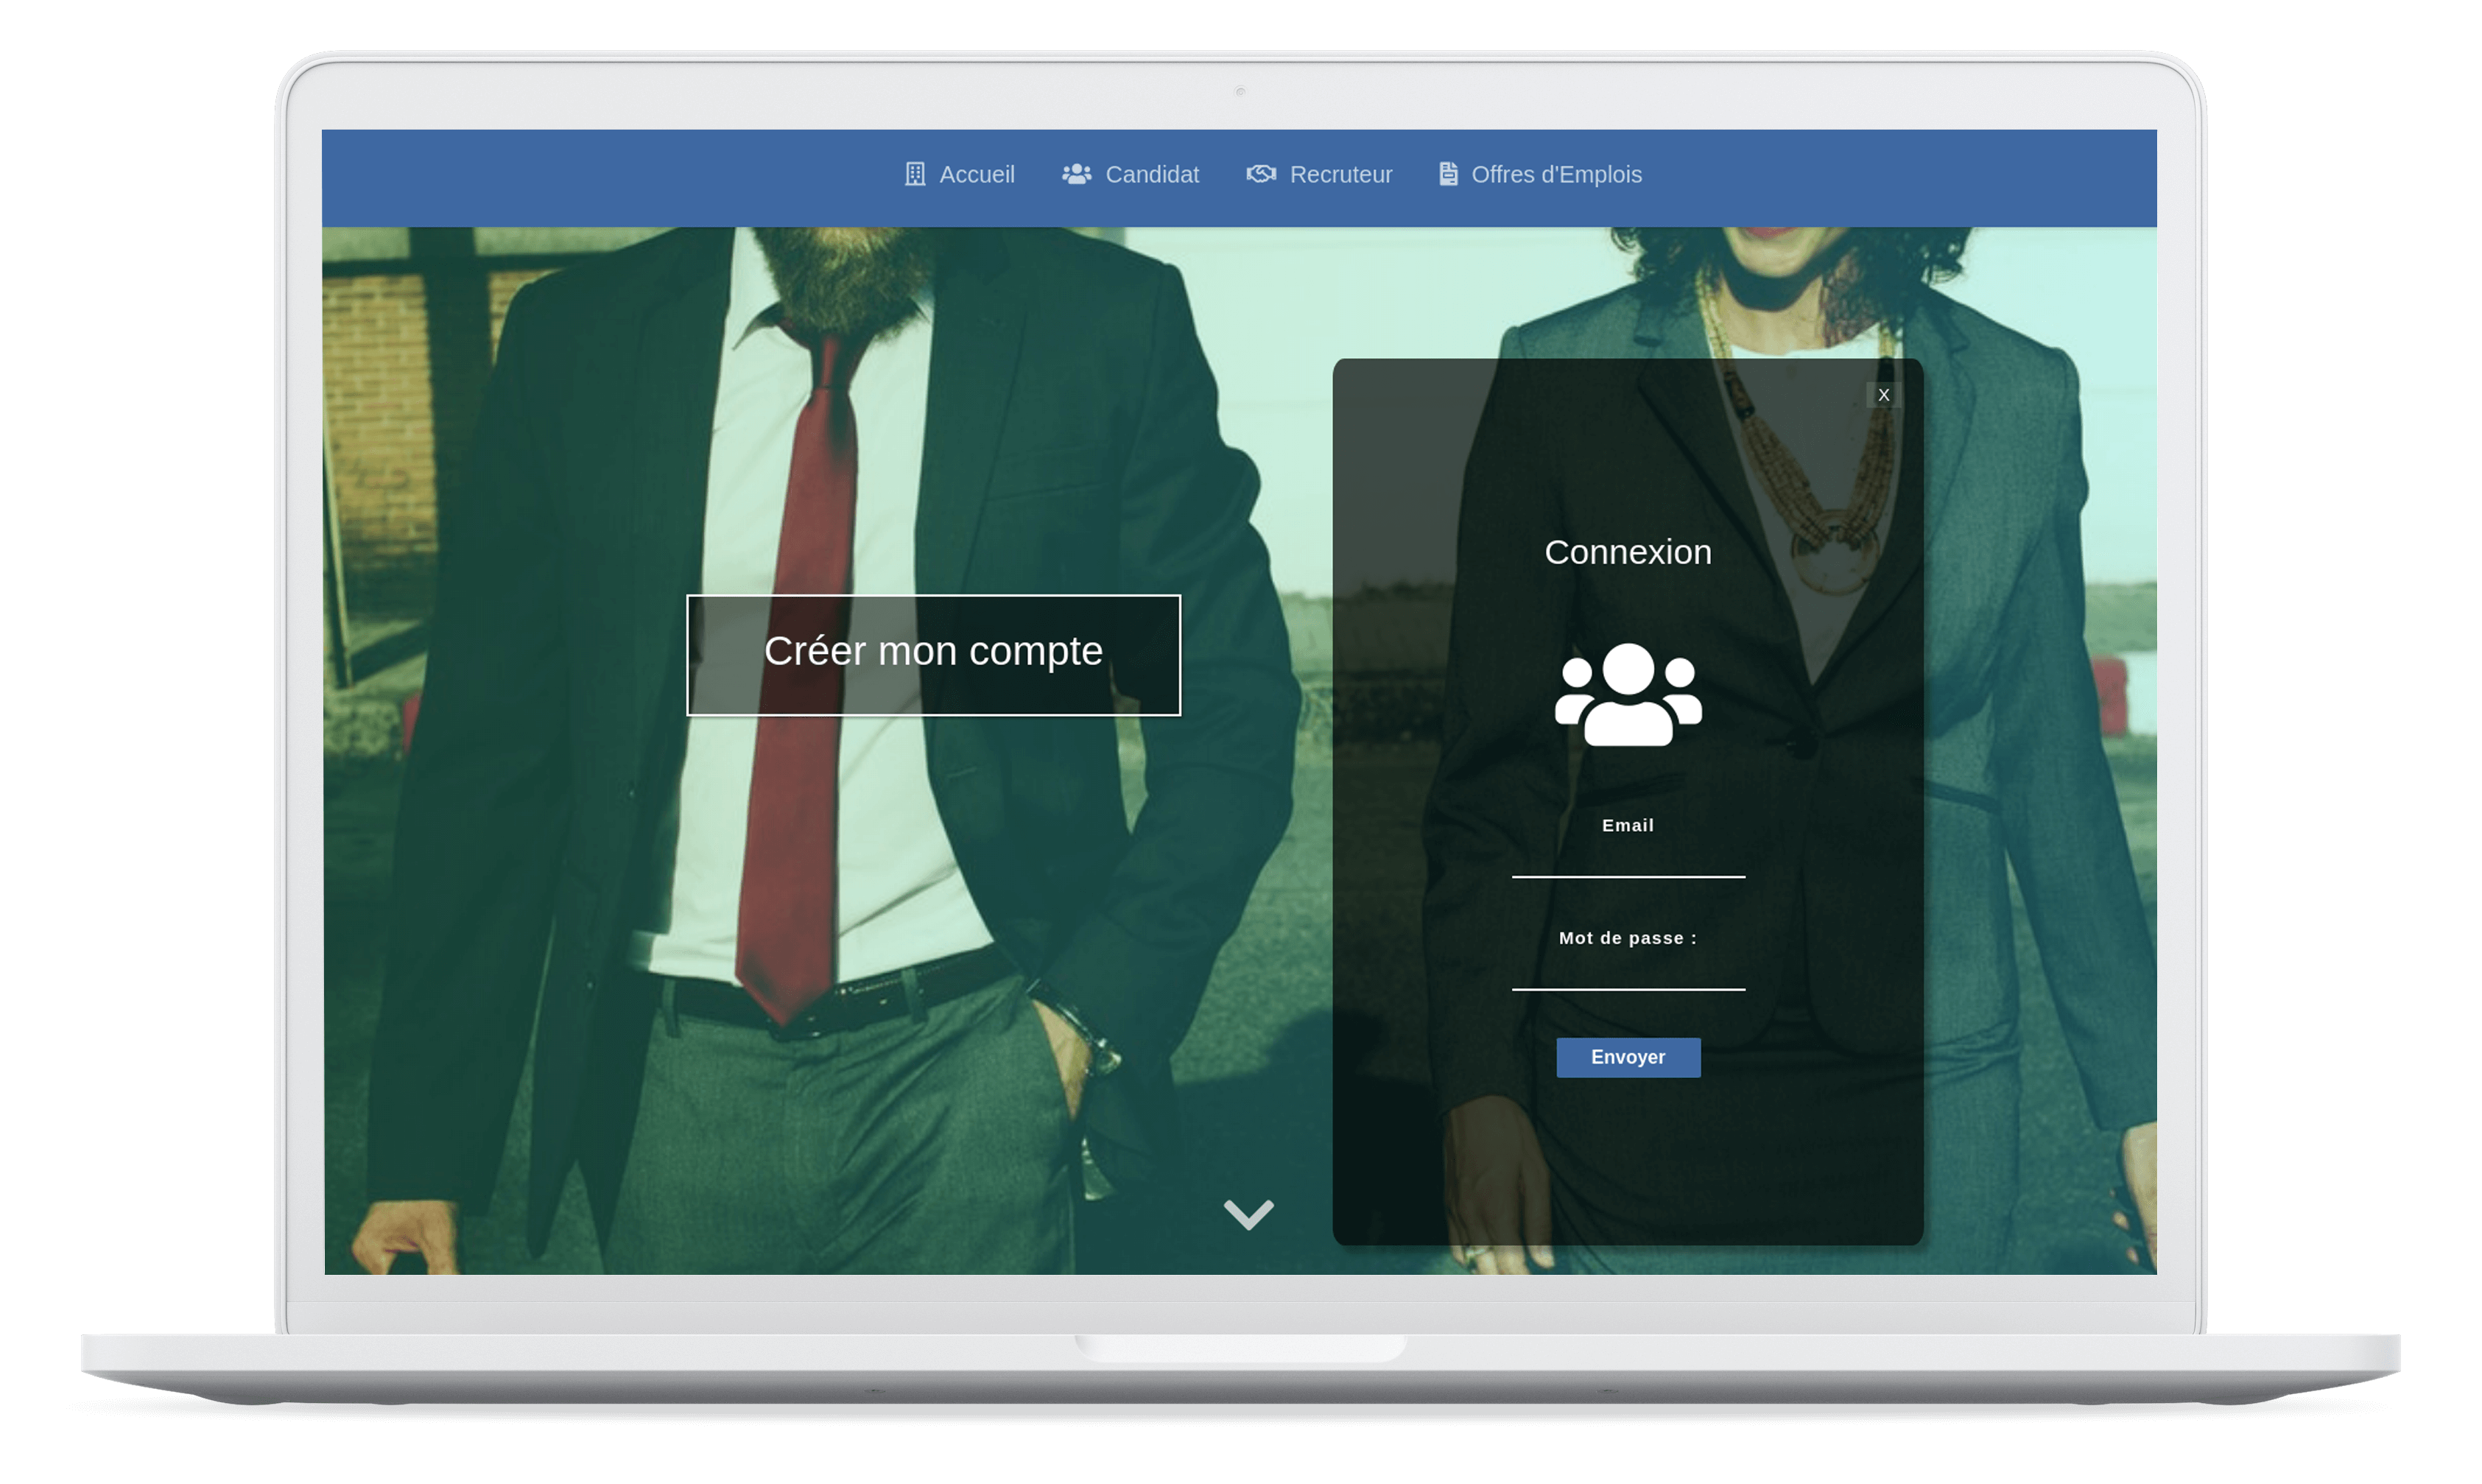 Accueil Candidat Recruteur Offres d'Emplois
X
Connexion
Créer mon compte
Email
Mot de passe :
Envoyer